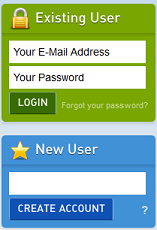 Existing User
Your E-Mail Address
Your Password
LOGIN
Forgot your password?
New User
CREATE ACCOUNT
?